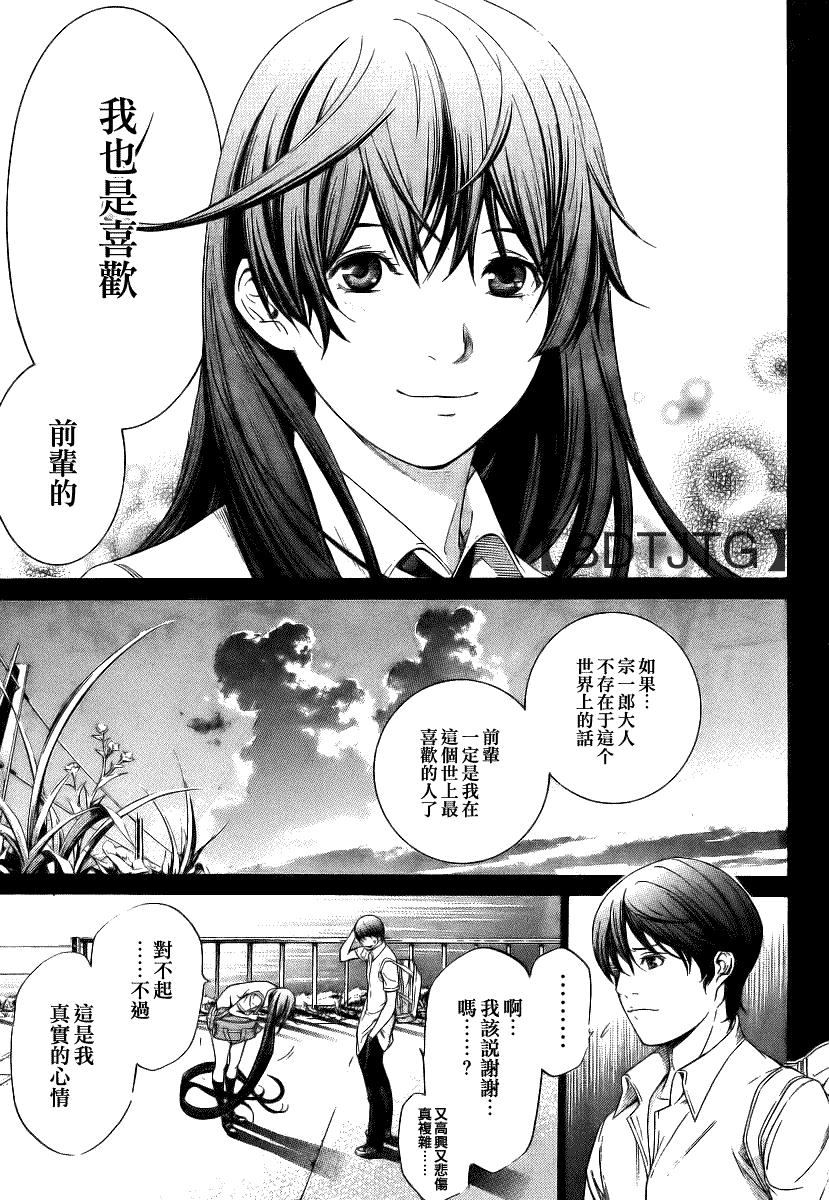 我也是喜歡
前輩的
【3DTJTG】
如果…
宗一郎大人
不存在于這个
世界上的話
前輩
一定是我在
這個世上最
喜歡的人了
………
啊…
我該説謝謝…
嗎……？
又高興又悲傷
真複雜……
對不起
……不過
這是我
真實的心情